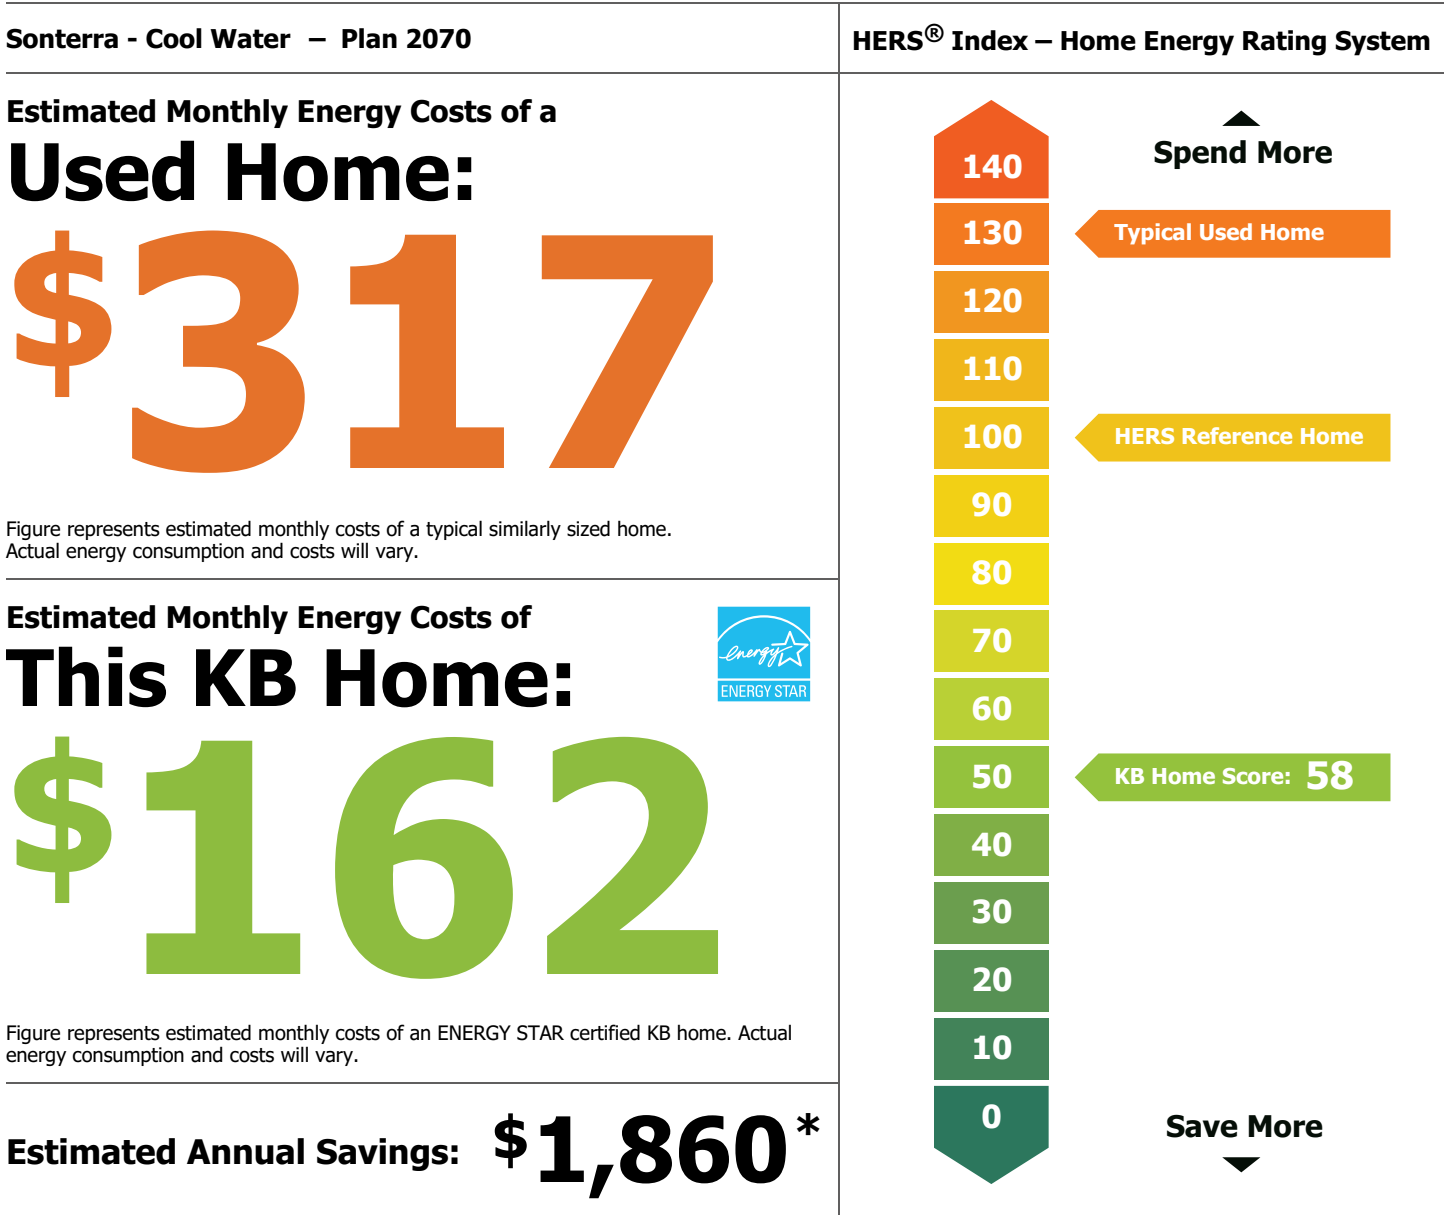 Sonterra - Cool Water – Plan 2070
Estimated Monthly Energy Costs of a
Used Home:
$317
Figure represents estimated monthly costs of a typical similarly sized home.
Actual energy consumption and costs will vary.
Estimated Monthly Energy Costs of
This KB Home:
energy
ENERGY STAR
$162
Figure represents estimated monthly costs of an ENERGY STAR certified KB home. Actual
energy consumption and costs will vary.
Estimated Annual Savings: $1,860*
HERS® Index – Home Energy Rating System
Spend More
140
130 Typical Used Home
120
110
100 HERS Reference Home
90
80
70
60
50 KB Home Score: 58
40
30
20
10
0
Save More